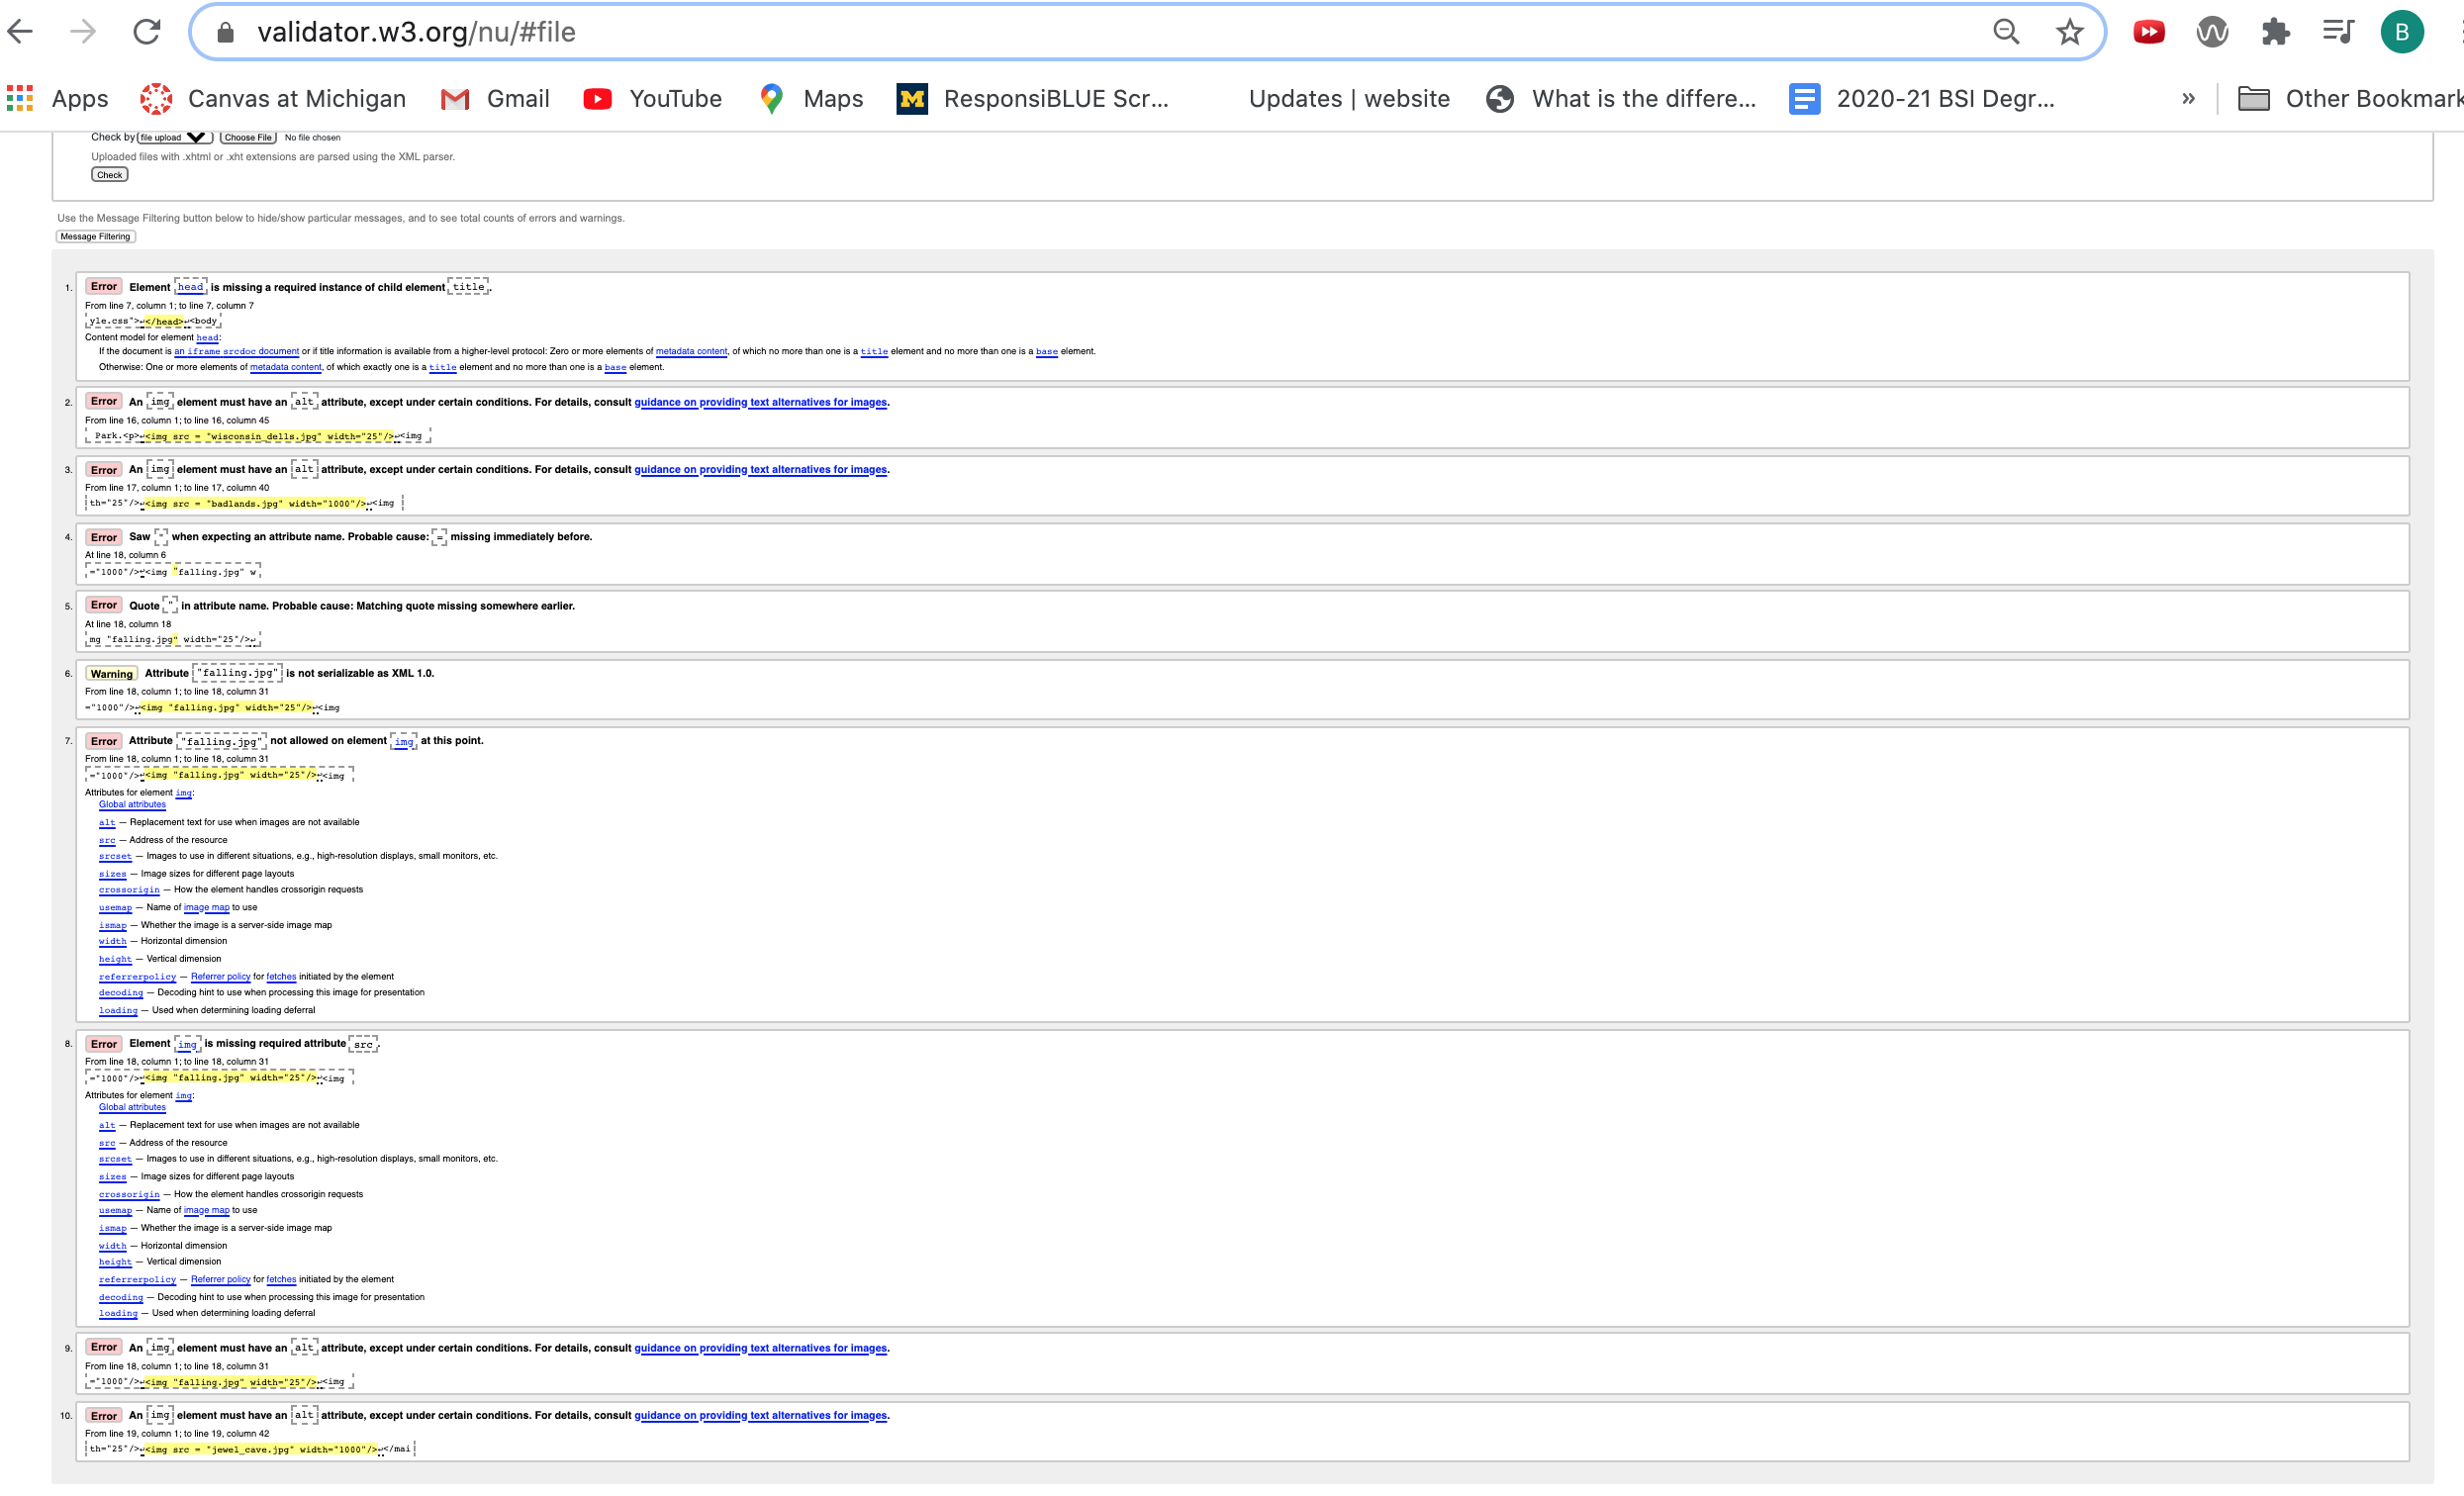 validator.w3.org/nu/#file
B
Apps Canvas at Michigan Gmail YouTube Maps M ResponsiBLUE Scr... Updates | website What is the differe... 2020-21 BSI Degr... » Other Bookmark
Check by file upload Choose File No file chosen
Uploaded files with .xhtml or .xht extensions are parsed using the XML parser.
Check
Use the Message Filtering button below to hide/show particular messages, and to see total counts of errors and warnings.
Message Filtering
1. Error Element head is missing a required instance of child element title.
From line 7, column 1; to line 7, column 7
yle.css">↩</head>↩<body
Content model for element head:
If the document is an iframe srcdoc document or if title information is available from a higher-level protocol: Zero or more elements of metadata content, of which no more than one is a title element and no more than one is a base element.
Otherwise: One or more elements of metadata content, of which exactly one is a title element and no more than one is a base element.
2. Error An img element must have an alt attribute, except under certain conditions. For details, consult guidance on providing text alternatives for images.
From line 16, column 1; to line 16, column 45
Park.<p>↩<img src = "wisconsin_dells.jpg" width="25"/>↩<img
3. Error An img element must have an alt attribute, except under certain conditions. For details, consult guidance on providing text alternatives for images.
From line 17, column 1; to line 17, column 40
th="25"/>↩<img src = "badlands.jpg" width="1000"/>↩<img
4. Error Saw " when expecting an attribute name. Probable cause: = missing immediately before.
At line 18, column 6
="1000"/>↩<img "falling.jpg" w
5. Error Quote " in attribute name. Probable cause: Matching quote missing somewhere earlier.
At line 18, column 18
mg "falling.jpg" width="25"/>↩
6. Warning Attribute "falling.jpg" is not serializable as XML 1.0.
From line 18, column 1; to line 18, column 31
="1000"/>↩<img "falling.jpg" width="25"/>↩<img
7. Error Attribute "falling.jpg" not allowed on element img at this point.
From line 18, column 1; to line 18, column 31
="1000"/>↩<img "falling.jpg" width="25"/>↩<img
Attributes for element img:
Global attributes
alt — Replacement text for use when images are not available
src — Address of the resource
srcset — Images to use in different situations, e.g., high-resolution displays, small monitors, etc.
sizes — Image sizes for different page layouts
crossorigin — How the element handles crossorigin requests
usemap — Name of image map to use
ismap — Whether the image is a server-side image map
width — Horizontal dimension
height — Vertical dimension
referrerpolicy — Referrer policy for fetches initiated by the element
decoding — Decoding hint to use when processing this image for presentation
loading — Used when determining loading deferral
8. Error Element img is missing required attribute src.
From line 18, column 1; to line 18, column 31
="1000"/>↩<img "falling.jpg" width="25"/>↩<img
Attributes for element img:
Global attributes
alt — Replacement text for use when images are not available
src — Address of the resource
srcset — Images to use in different situations, e.g., high-resolution displays, small monitors, etc.
sizes — Image sizes for different page layouts
crossorigin — How the element handles crossorigin requests
usemap — Name of image map to use
ismap — Whether the image is a server-side image map
width — Horizontal dimension
height — Vertical dimension
referrerpolicy — Referrer policy for fetches initiated by the element
decoding — Decoding hint to use when processing this image for presentation
loading — Used when determining loading deferral
9. Error An img element must have an alt attribute, except under certain conditions. For details, consult guidance on providing text alternatives for images.
From line 18, column 1; to line 18, column 31
="1000"/>↩<img "falling.jpg" width="25"/>↩<img
10. Error An img element must have an alt attribute, except under certain conditions. For details, consult guidance on providing text alternatives for images.
From line 19, column 1; to line 19, column 42
th="25"/>↩<img src = "jewel_cave.jpg" width="1000"/>↩</mai